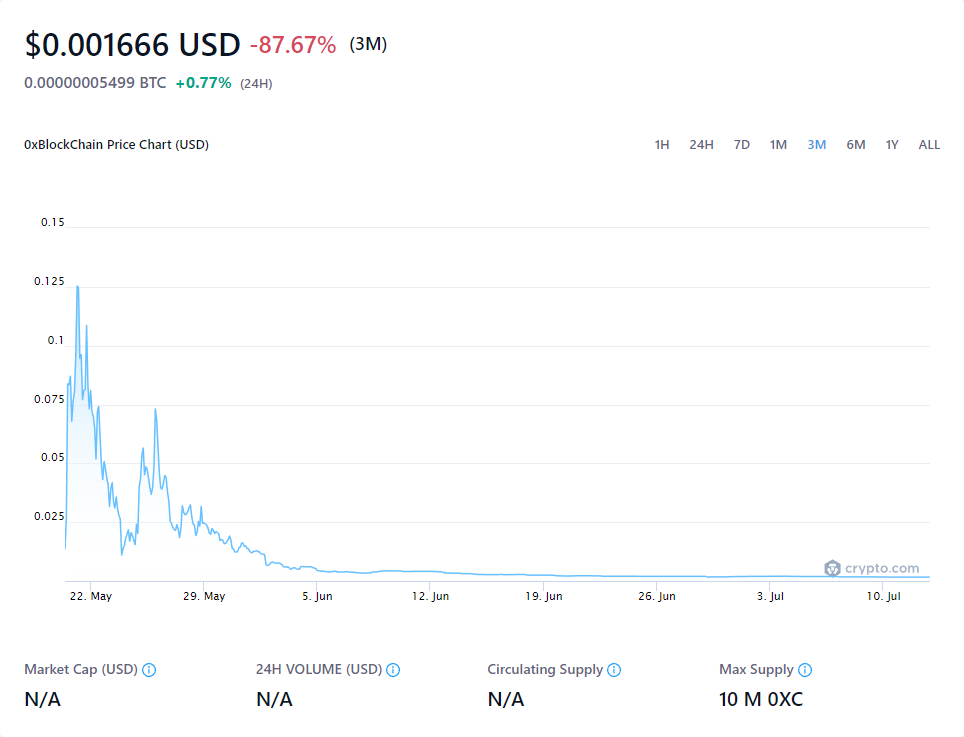 $0.001666 USD -87.67% (3M)
0.00000005499 BTC +0.77% (24H)
0xBlockChain Price Chart (USD) 1H 24H 7D 1M 3M 6M 1Y ALL
0.15
0.125
0.1
0.075
0.05
0.025
crypto.com
22. May 29. May 5. Jun 12. Jun 19. Jun 26. Jun 3. Jul 10. Jul
Market Cap (USD) 24H VOLUME (USD) Circulating Supply Max Supply
N/A N/A N/A 10 M 0XC